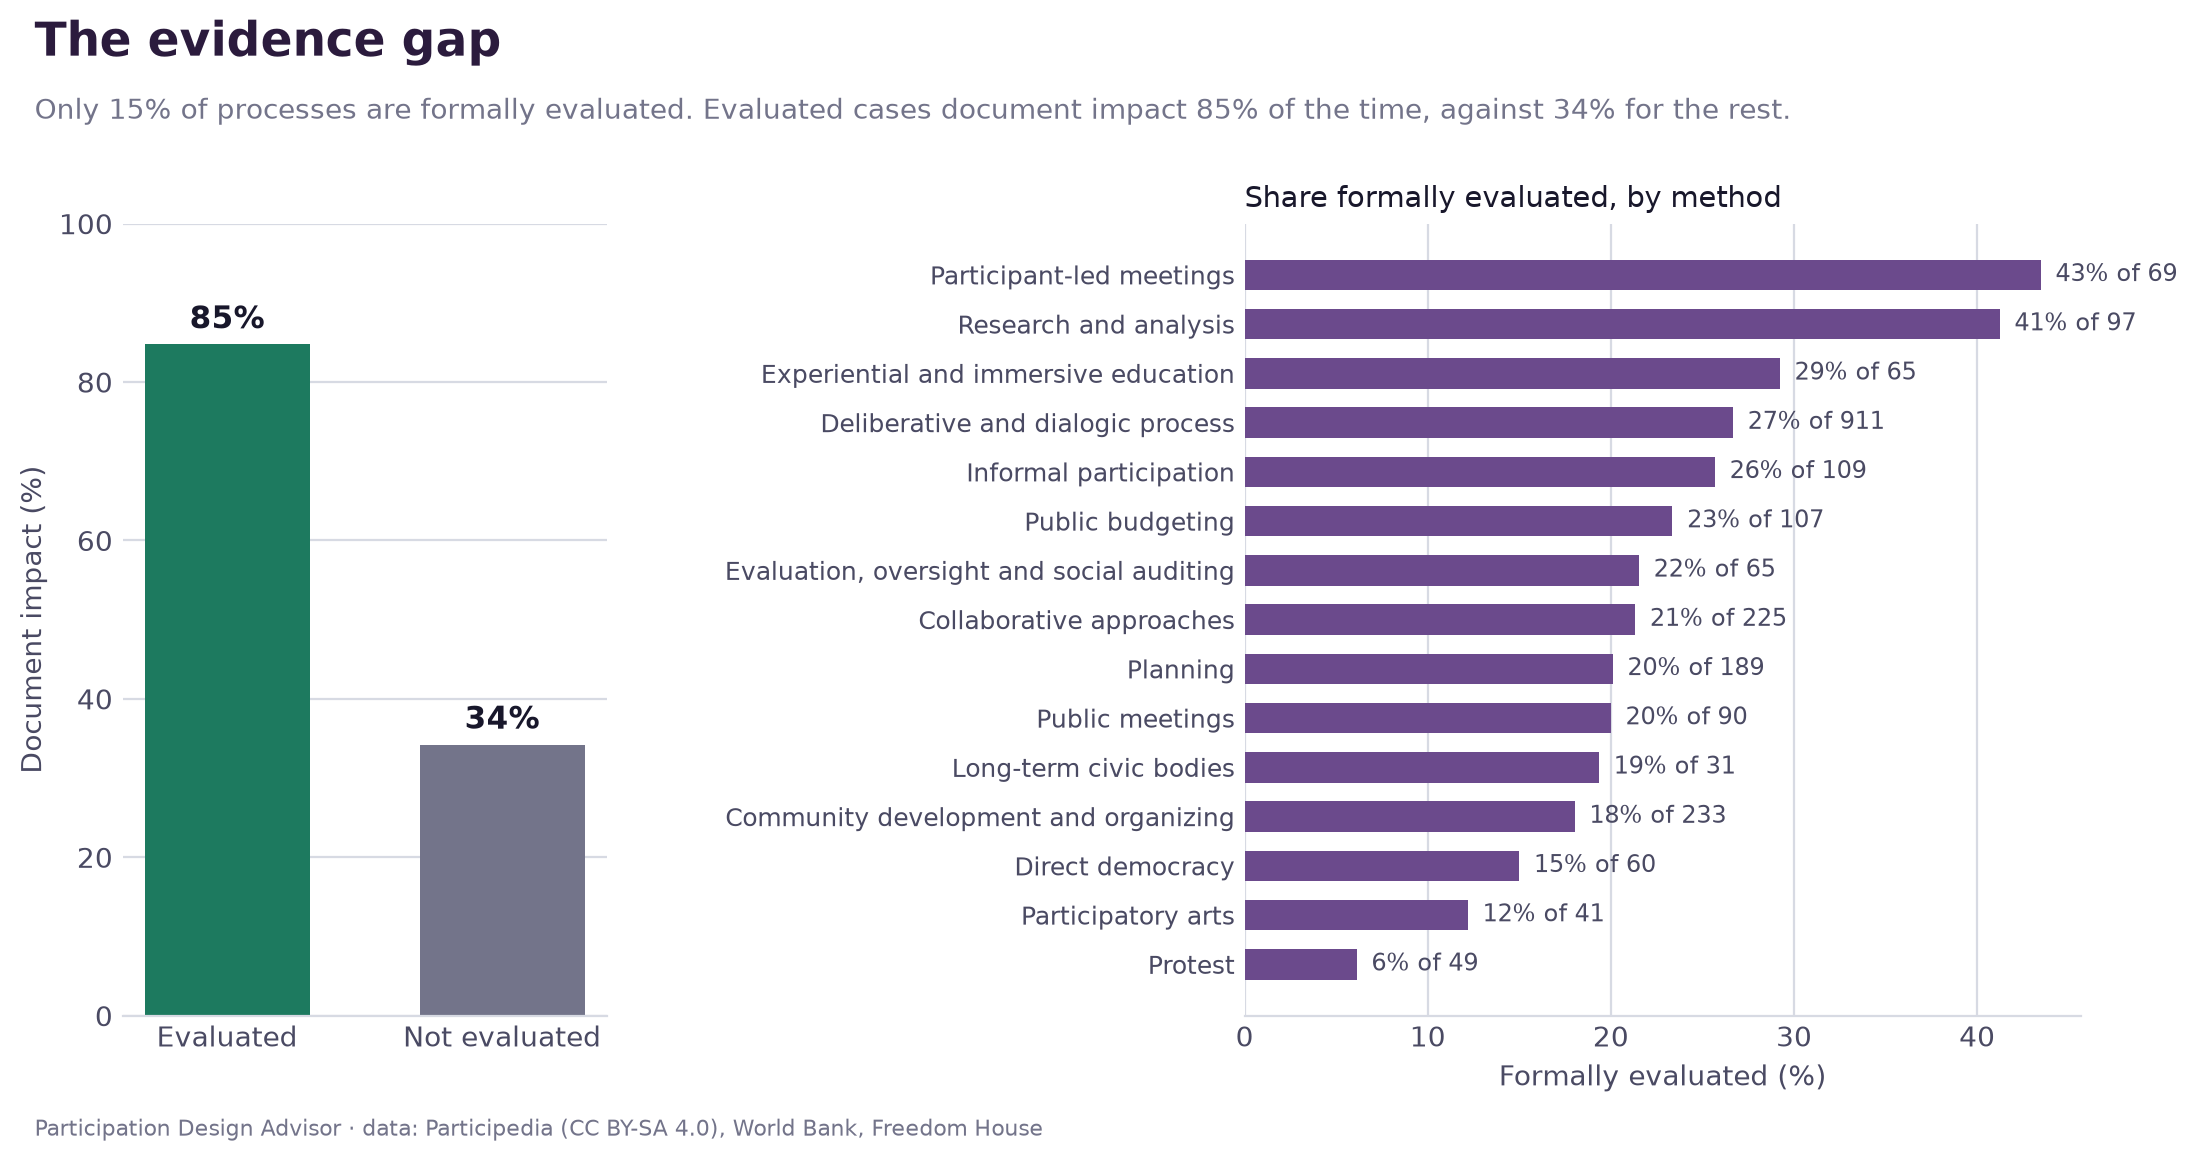 The evidence gap
Only 15% of processes are formally evaluated. Evaluated cases document impact 85% of the time, against 34% for the rest.
Document impact (%)
100
80
60
40
20
0
85%
34%
Evaluated
Not evaluated
Share formally evaluated, by method
Participant-led meetings 43% of 69
Research and analysis 41% of 97
Experiential and immersive education 29% of 65
Deliberative and dialogic process 27% of 911
Informal participation 26% of 109
Public budgeting 23% of 107
Evaluation, oversight and social auditing 22% of 65
Collaborative approaches 21% of 225
Planning 20% of 189
Public meetings 20% of 90
Long-term civic bodies 19% of 31
Community development and organizing 18% of 233
Direct democracy 15% of 60
Participatory arts 12% of 41
Protest 6% of 49
0 10 20 30 40
Formally evaluated (%)
Participation Design Advisor · data: Participedia (CC BY-SA 4.0), World Bank, Freedom House